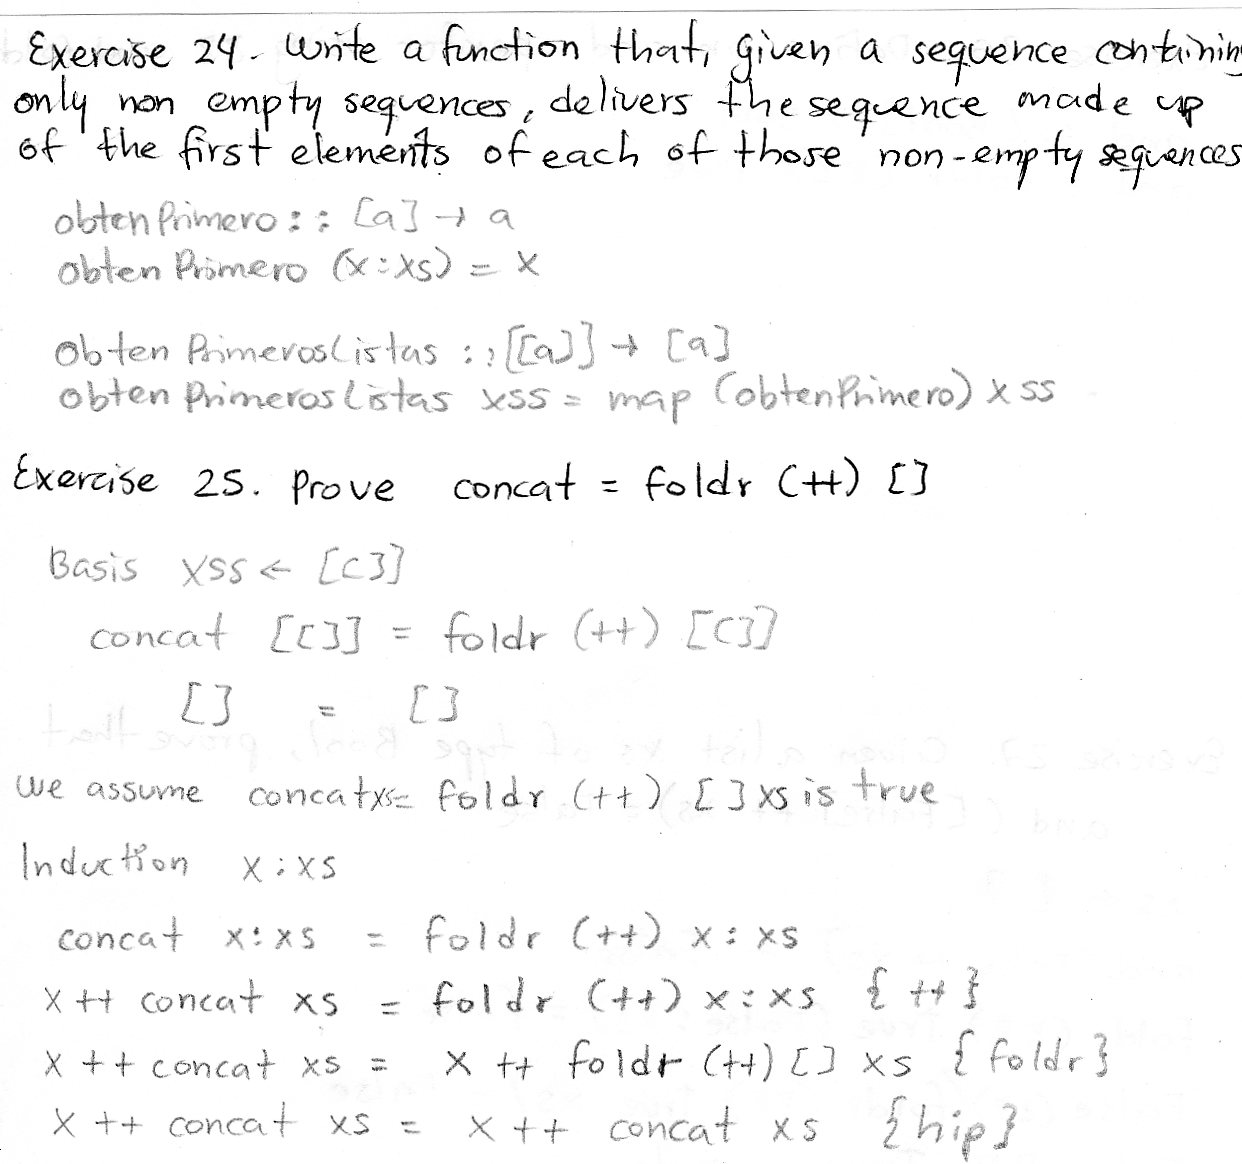 Exercise 24. Write a function that, given a sequence containin
only non empty sequences, delivers the sequence made up
of the first elements of each of those non-empty sequences
obtenPrimero :: [a] → a
obtenPrimero (x:xs) = x
obtenPrimerosListas :: [[a]] → [a]
obtenPrimerosListas xss = map (obtenPrimero) xss
Exercise 25. Prove concat = foldr (++) []
Basis xss ← [[]]
concat [[]] = foldr (++) [[]]
[] = []
we assume concat xs = foldr (++) [] xs is true
Induction x:xs
concat x:xs = foldr (++) x:xs
x ++ concat xs = foldr (++) x:xs {++}
x ++ concat xs = x ++ foldr (++) [] xs {foldr}
x ++ concat xs = x ++ concat xs {hip}